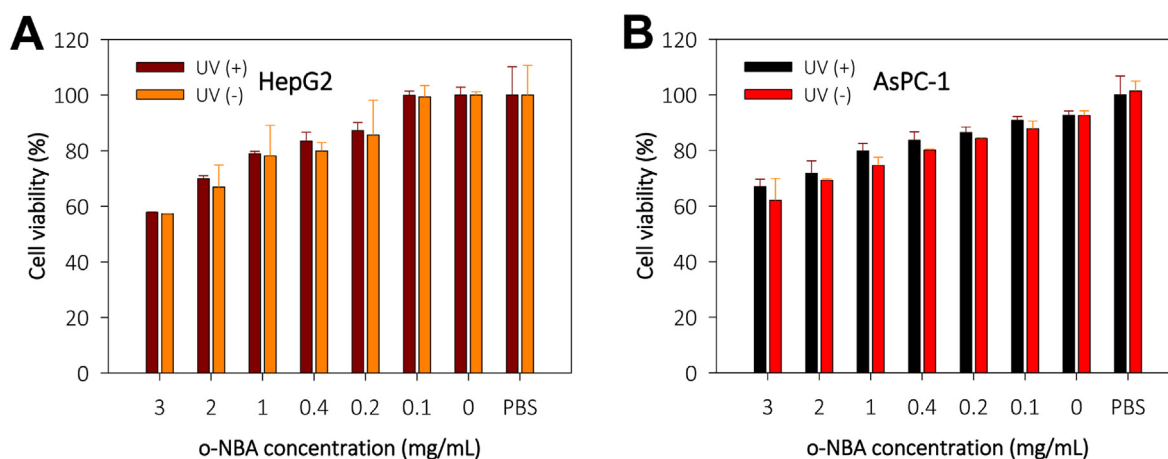 A
120
100
80
60
40
20
0
Cell viability (%)
UV (+)
UV (-)
HepG2
3 2 1 0.4 0.2 0.1 0 PBS
o-NBA concentration (mg/mL)
B
120
100
80
60
40
20
0
Cell viability (%)
UV (+)
UV (-)
AsPC-1
3 2 1 0.4 0.2 0.1 0 PBS
o-NBA concentration (mg/mL)